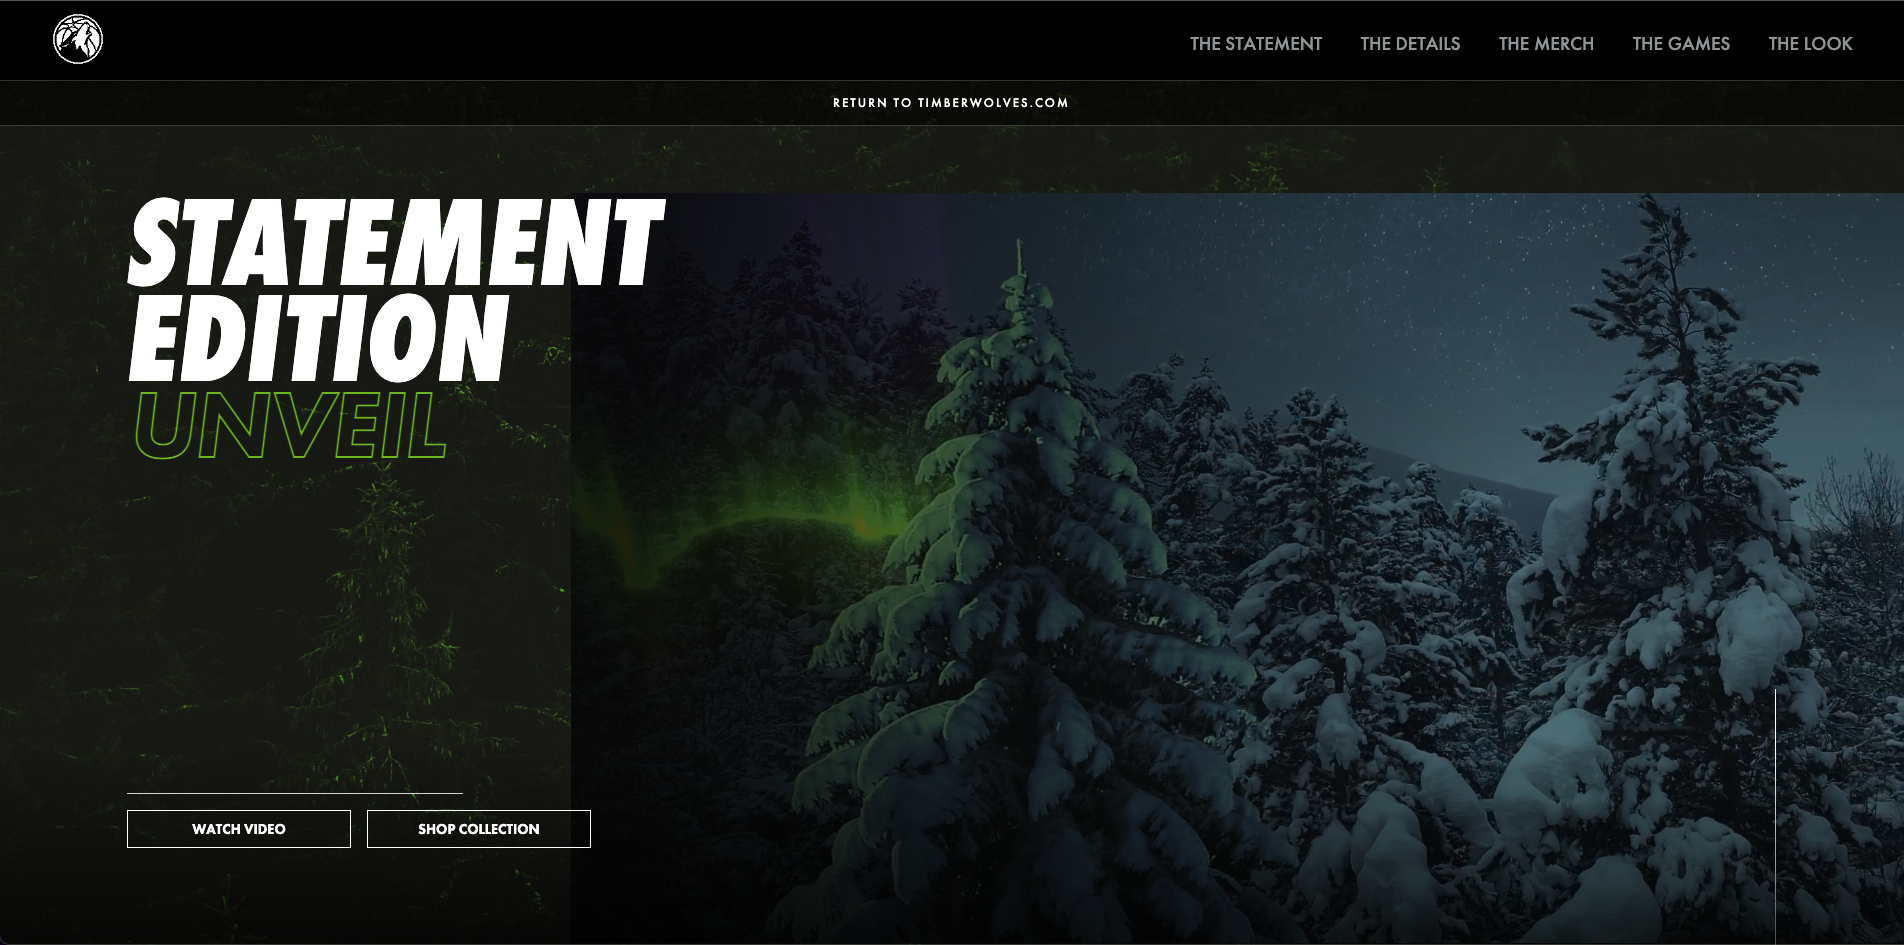 THE STATEMENT
THE DETAILS
THE MERCH
THE GAMES
THE LOOK
RETURN TO TIMBERWOLVES.COM
STATEMENT
EDITION
UNVEIL
WATCH VIDEO
SHOP COLLECTION